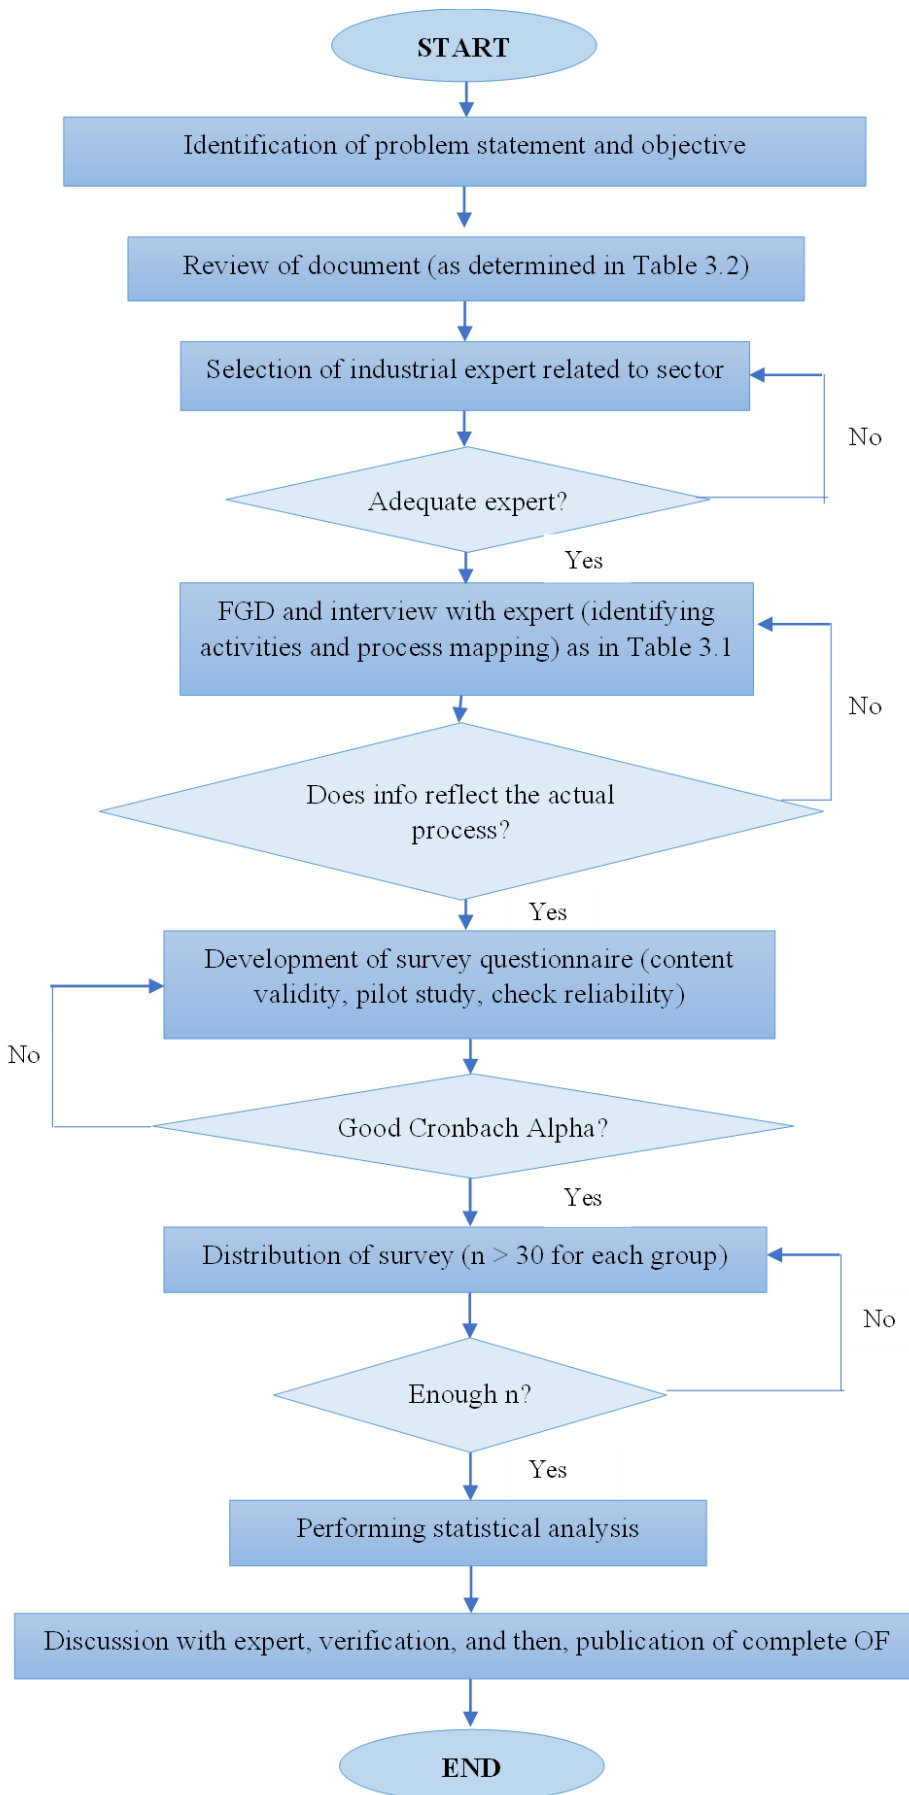 START
Identification of problem statement and objective
Review of document (as determined in Table 3.2)
Selection of industrial expert related to sector
No
Adequate expert?
Yes
FGD and interview with expert (identifying
activities and process mapping) as in Table 3.1
No
Does info reflect the actual
process?
Yes
Development of survey questionnaire (content
validity, pilot study, check reliability)
No
Good Cronbach Alpha?
Yes
Distribution of survey (n > 30 for each group)
No
Enough n?
Yes
Performing statistical analysis
Discussion with expert, verification, and then, publication of complete OF
END